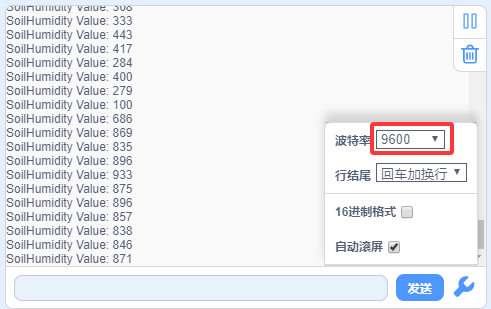 SoilHumidity Value: 368
SoilHumidity Value: 333
SoilHumidity Value: 443
SoilHumidity Value: 417
SoilHumidity Value: 284
SoilHumidity Value: 400
SoilHumidity Value: 279
SoilHumidity Value: 100
SoilHumidity Value: 686
SoilHumidity Value: 869
SoilHumidity Value: 835
SoilHumidity Value: 896
SoilHumidity Value: 933
SoilHumidity Value: 875
SoilHumidity Value: 896
SoilHumidity Value: 857
SoilHumidity Value: 838
SoilHumidity Value: 846
SoilHumidity Value: 871
波特率 9600
行结尾 回车加换行
16进制格式
自动滚屏
发送